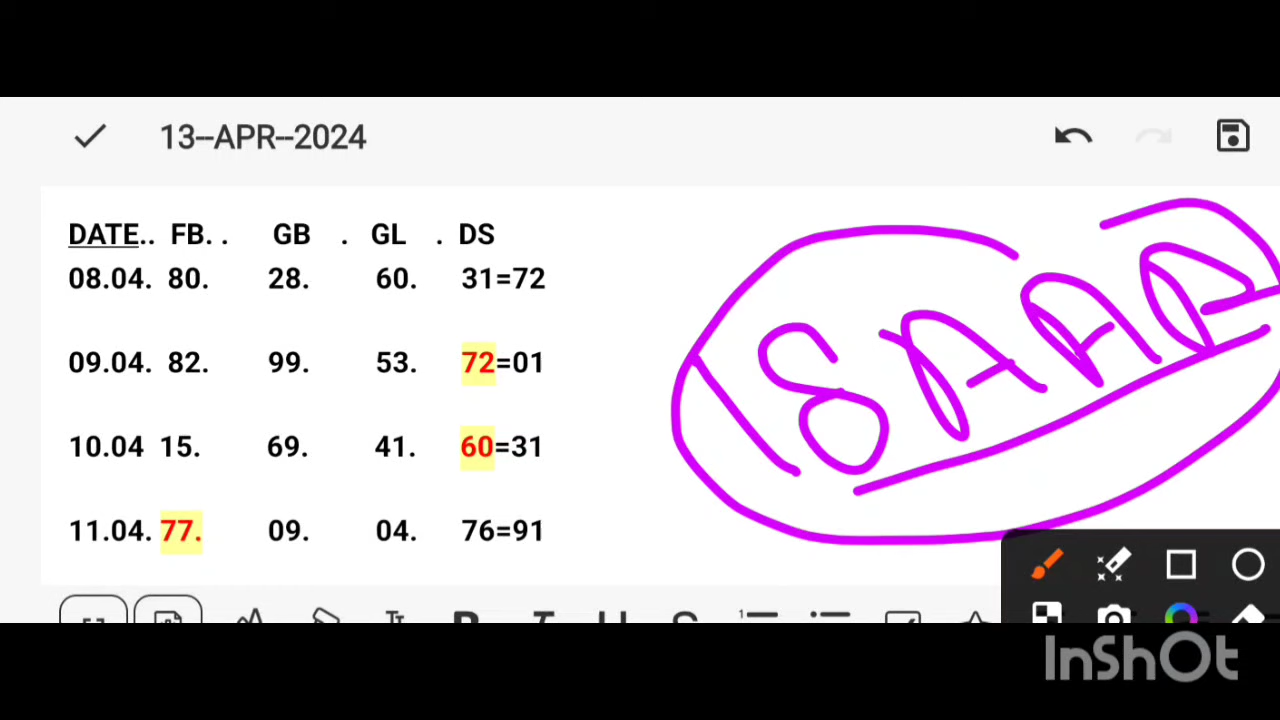 13--APR--2024
DATE.. FB. . GB . GL . DS
08.04. 80. 28. 60. 31=72
09.04. 82. 99. 53. 72=01
10.04 15. 69. 41. 60=31
11.04. 77. 09. 04. 76=91
SAAD
InShOt